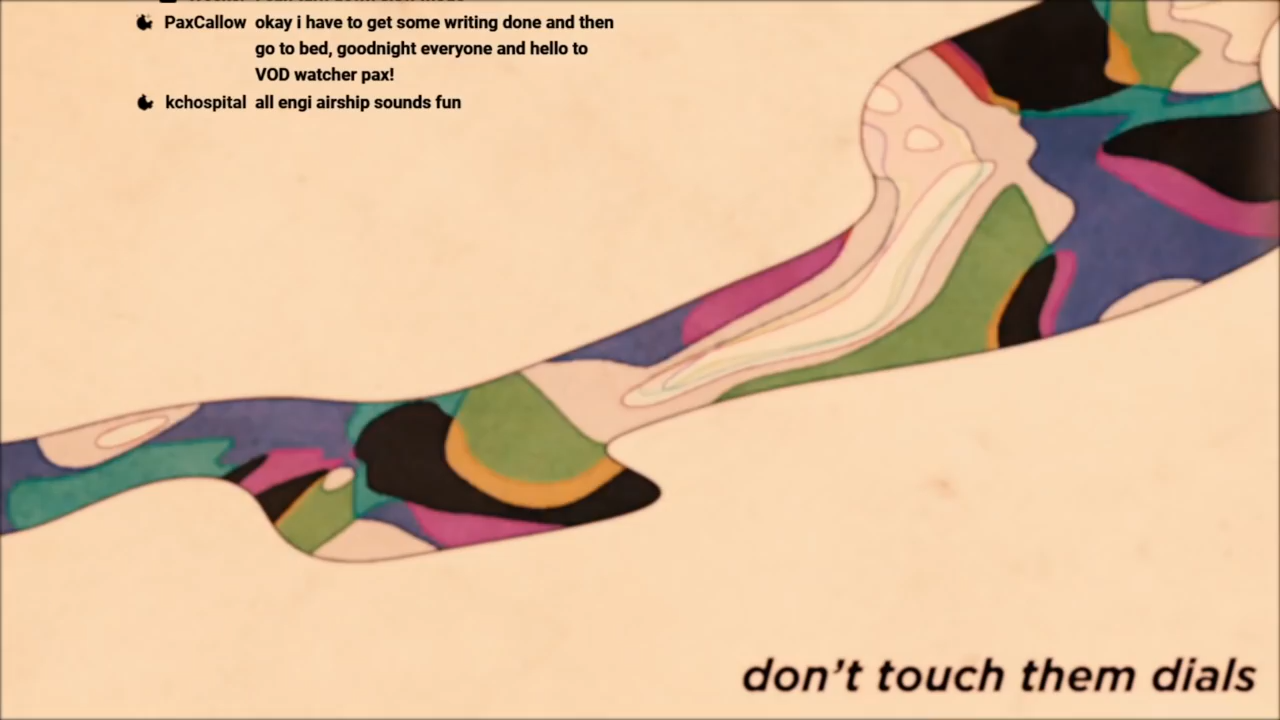 PaxCallow okay i have to get some writing done and then
go to bed, goodnight everyone and hello to
VOD watcher pax!
kchospital all engi airship sounds fun
don't touch them dials